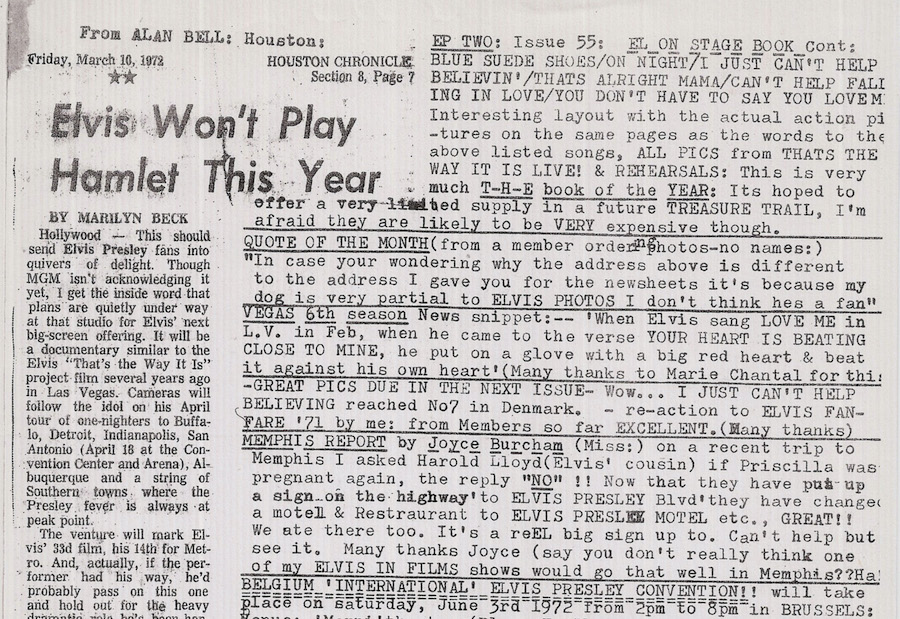 From ALAN BELL: Houston:
Friday, March 10, 1972
HOUSTON CHRONICLE
★★
Section 3, Page 7
Elvis Won't Play
Hamlet This Year
BY MARILYN BECK
Hollywood — This should
send Elvis Presley fans into
quivers of delight. Though
MGM isn't acknowledging it
yet, I get the inside word that
plans are quietly under way
at that studio for Elvis' next
big-screen offering. It will be
a documentary similar to the
Elvis "That's the Way It Is"
project film several years ago
in Las Vegas. Cameras will
follow the idol on his April
tour of one-nighters to Buffa-
lo, Detroit, Indianapolis, San
Antonio (April 18 at the Con-
vention Center and Arena), Al-
buquerque and a string of
Southern towns where the
Presley fever is always at
peak point.
The venture will mark El-
vis' 33d film, his 14th for Met-
ro. And, actually, if the per-
former had his way, he'd
probably pass on this one
and hold out for the heavy
dramatic role he's been han-
EP TWO: Issue 55: EL ON STAGE BOOK Cont:
BLUE SUEDE SHOES/ON NIGHT/I JUST CAN'T HELP
BELIEVIN'/THATS ALRIGHT MAMA/CAN'T HELP FALL
ING IN LOVE/YOU DON'T HAVE TO SAY YOU LOVE M
Interesting layout with the actual action pi
-tures on the same pages as the words to the
above listed songs, ALL PICS from THATS THE
WAY IT IS LIVE! & REHEARSALS: This is very
much T-H-E book of the YEAR: Its hoped to
offer a very limited supply in a future TREASURE TRAIL, I'm
afraid they are likely to be VERY expensive though.
QUOTE OF THE MONTH(from a member ordering photos-no names:)
"In case your wondering why the address above is different
to the address I gave you for the newsheets it's because my
dog is very partial to ELVIS PHOTOS I don't think hes a fan"
VEGAS 6th season News snippet:-- 'When Elvis sang LOVE ME in
L.V. in Feb, when he came to the verse YOUR HEART IS BEATING
CLOSE TO MINE, he put on a glove with a big red heart & beat
it against his own heart'(Many thanks to Marie Chantal for this
-GREAT PICS DUE IN THE NEXT ISSUE- Wow... I JUST CAN'T HELP
BELIEVING reached No7 in Denmark. - re-action to ELVIS FAN-
FARE '71 by me: from Members so far EXCELLENT.(Many thanks)
MEMPHIS REPORT by Joyce Burcham (Miss:) on a recent trip to
Memphis I asked Harold Lloyd(Elvis' cousin) if Priscilla was
pregnant again, the reply "NO" !! Now that they have put up
a sign on the highway'to ELVIS PRESLEY Blvd'they have changed
a motell & Restraurant to ELVIS PRESLEY MOTEL etc., GREAT!!
We ate there too. It's a reEL big sign up to. Can't help but
see it. Many thanks Joyce (say you don't really think one
of my ELVIS IN FILMS shows would go that well in Memphis??Ha!
BELGIUM 'INTERNATIONAL' ELVIS PRESLEY CONVENTION!! will take
place on saturday, June 3rd 1972 from 2pm to 8pm in BRUSSELS: